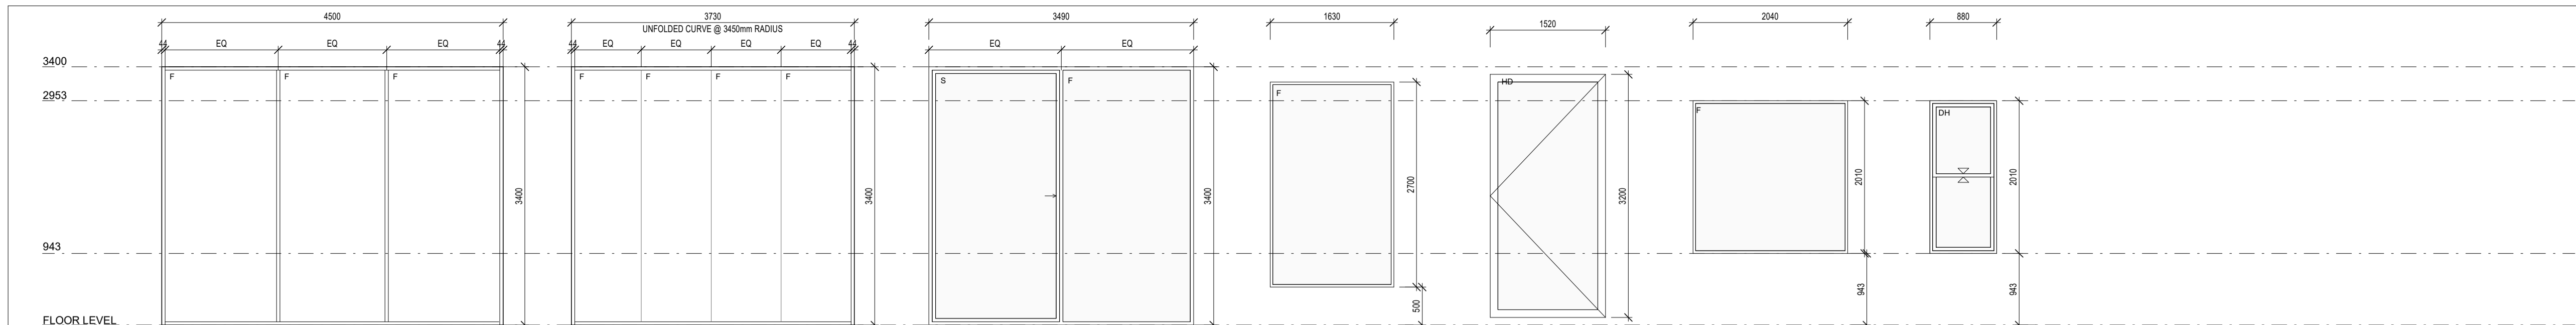 4500
3730
3490
1630
1520
2040
880
UNFOLDED CURVE @ 3450mm RADIUS
44 EQ EQ EQ 44
44 EQ EQ EQ EQ 44
EQ EQ
3400
F F F
F F F F
S F
HD
F
2953
F
DH
3400
3400
3400
2700
3200
2010
2010
943
943
943
500
FLOOR LEVEL